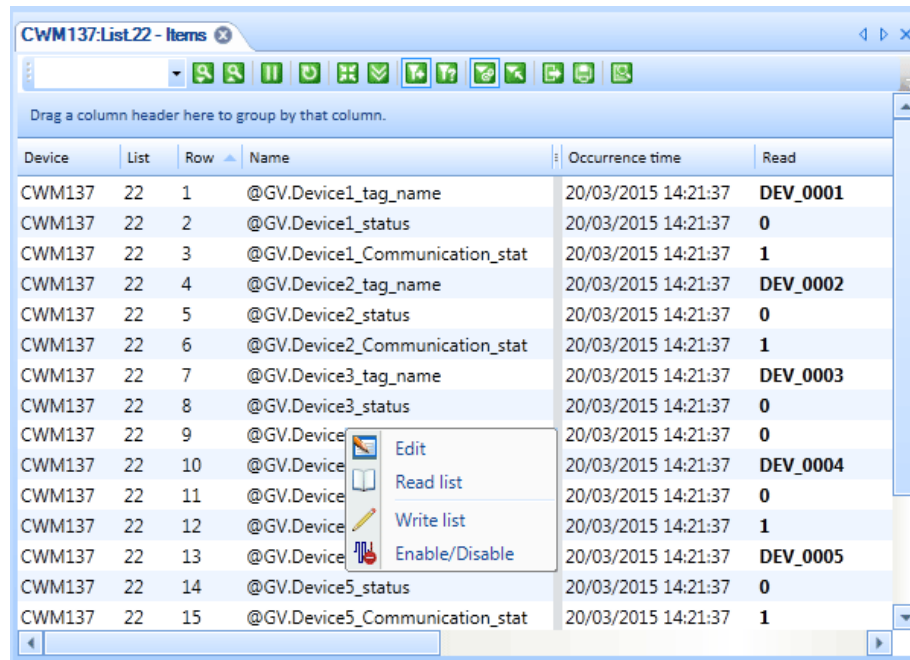 CWM137:List.22 - Items
Drag a column header here to group by that column.
Device List Row Name Occurrence time Read
CWM137 22 1 @GV.Device1_tag_name 20/03/2015 14:21:37 DEV_0001
CWM137 22 2 @GV.Device1_status 20/03/2015 14:21:37 0
CWM137 22 3 @GV.Device1_Communication_stat 20/03/2015 14:21:37 1
CWM137 22 4 @GV.Device2_tag_name 20/03/2015 14:21:37 DEV_0002
CWM137 22 5 @GV.Device2_status 20/03/2015 14:21:37 0
CWM137 22 6 @GV.Device2_Communication_stat 20/03/2015 14:21:37 1
CWM137 22 7 @GV.Device3_tag_name 20/03/2015 14:21:37 DEV_0003
CWM137 22 8 @GV.Device3_status 20/03/2015 14:21:37 0
CWM137 22 9 @GV.Device 20/03/2015 14:21:37 0
CWM137 22 10 @GV.Device 20/03/2015 14:21:37 DEV_0004
CWM137 22 11 @GV.Device 20/03/2015 14:21:37 0
CWM137 22 12 @GV.Device 20/03/2015 14:21:37 1
CWM137 22 13 @GV.Device 20/03/2015 14:21:37 DEV_0005
CWM137 22 14 @GV.Device5_status 20/03/2015 14:21:37 0
CWM137 22 15 @GV.Device5_Communication_stat 20/03/2015 14:21:37 1
Edit
Read list
Write list
Enable/Disable